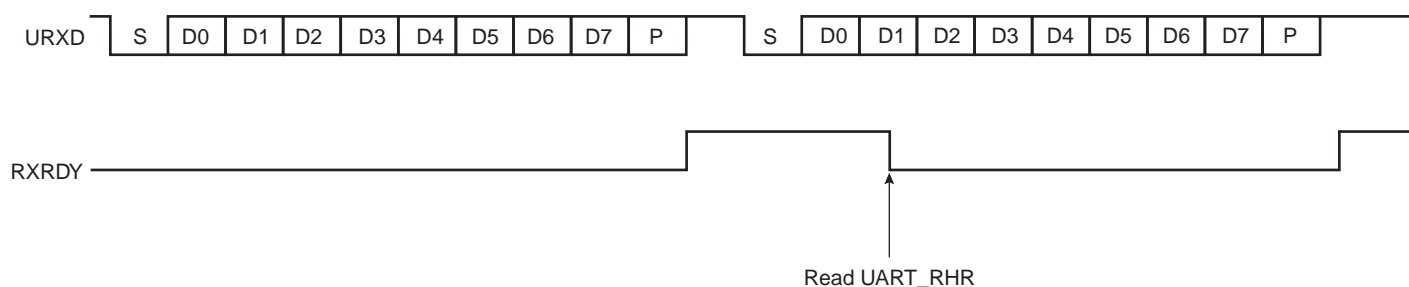 URXD S D0 D1 D2 D3 D4 D5 D6 D7 P S D0 D1 D2 D3 D4 D5 D6 D7 P
RXRDY
Read UART_RHR